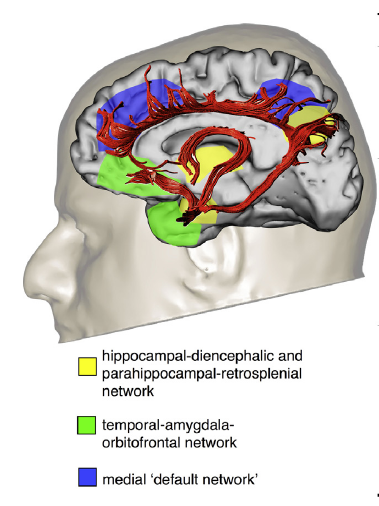 hippocampal-diencephalic and
parahippocampal-retrosplenial
network
temporal-amygdala-
orbitofrontal network
medial ‘default network’